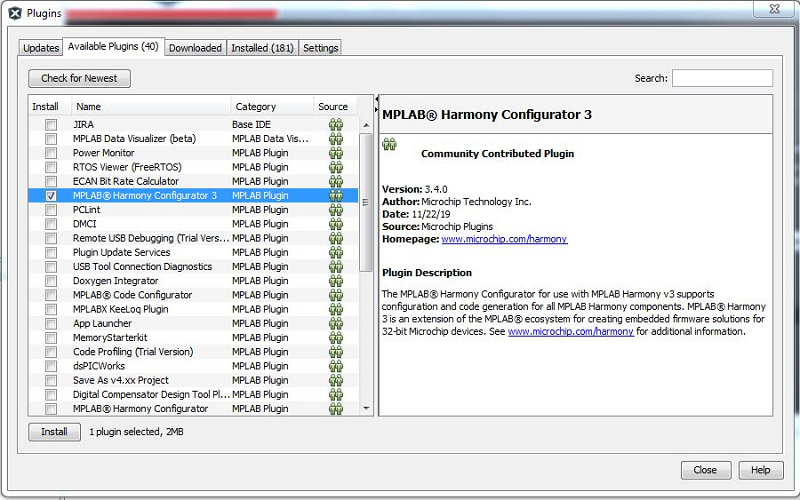 Plugins
Updates
Available Plugins (40)
Downloaded
Installed (181)
Settings
Check for Newest
Search:
Install Name Category Source
JIRA Base IDE
MPLAB Data Visualizer (beta) MPLAB Data Vis...
Power Monitor MPLAB Plugin
RTOS Viewer (FreeRTOS) MPLAB Plugin
ECAN Bit Rate Calculator MPLAB Plugin
MPLAB® Harmony Configurator 3 MPLAB Plugin
PCLint MPLAB Plugin
DMCI MPLAB Plugin
Remote USB Debugging (Trial Vers... MPLAB Plugin
Plugin Update Services MPLAB Plugin
USB Tool Connection Diagnostics MPLAB Plugin
Doxygen Integrator MPLAB Plugin
MPLAB® Code Configurator MPLAB Plugin
MPLABX KeeLoq Plugin MPLAB Plugin
App Launcher MPLAB Plugin
MemoryStarterkit MPLAB Plugin
Code Profiling (Trial Version) MPLAB Plugin
dsPICWorks MPLAB Plugin
Save As v4.xx Project MPLAB Plugin
Digital Compensator Design Tool Pl... MPLAB Plugin
MPLAB® Harmony Configurator MPLAB Plugin
MPLAB® Harmony Configurator 3
Community Contributed Plugin
Version: 3.4.0
Author: Microchip Technology Inc.
Date: 11/22/19
Source: Microchip Plugins
Homepage: www.microchip.com/harmony
Plugin Description
The MPLAB® Harmony Configurator for use with MPLAB Harmony v3 supports
configuration and code generation for all MPLAB Harmony components. MPLAB® Harmony
3 is an extension of the MPLAB® ecosystem for creating embedded firmware solutions for
32-bit Microchip devices. See www.microchip.com/harmony for additional information.
Install
1 plugin selected, 2MB
Close
Help